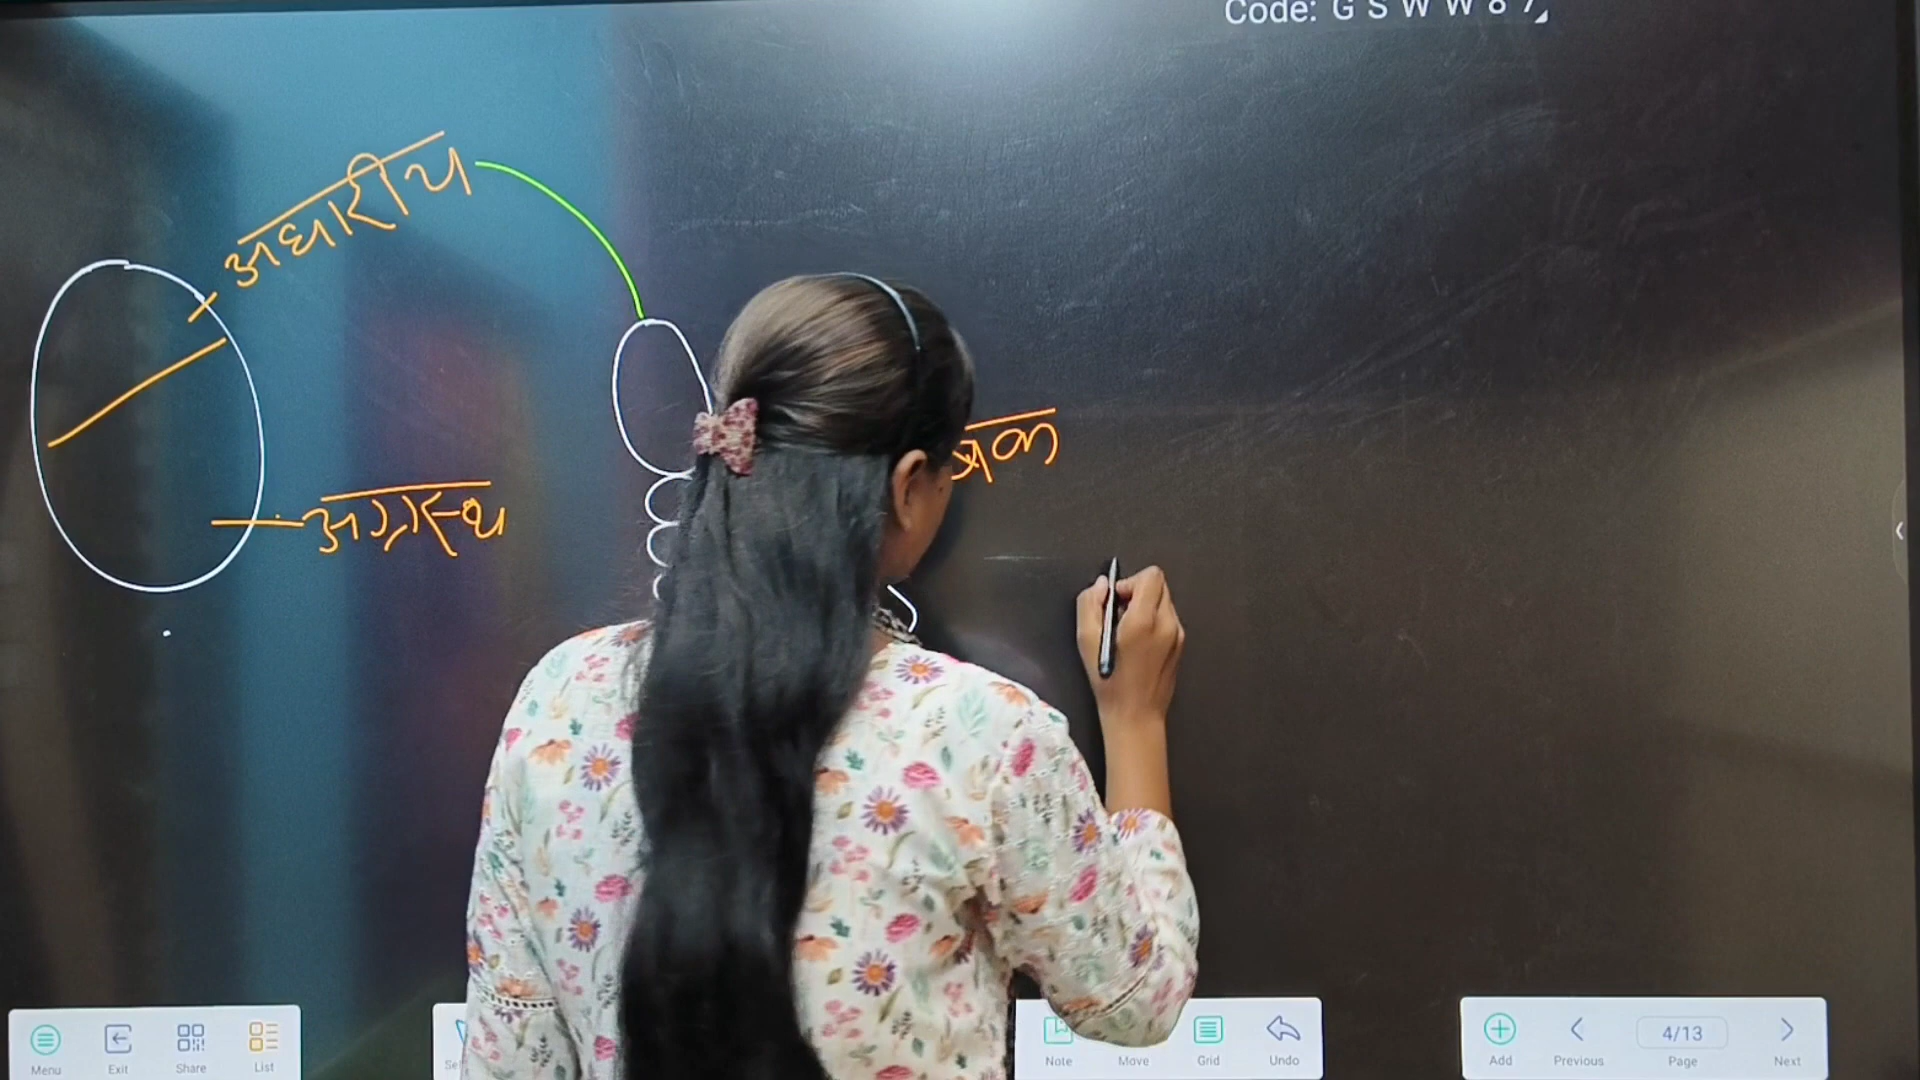 Code: G S W W 8 7
अधारीय
अग्रस्थ
Menu
Exit
Share
List
Note
Move
Grid
Undo
Add
Previous
4/13
Page
Next